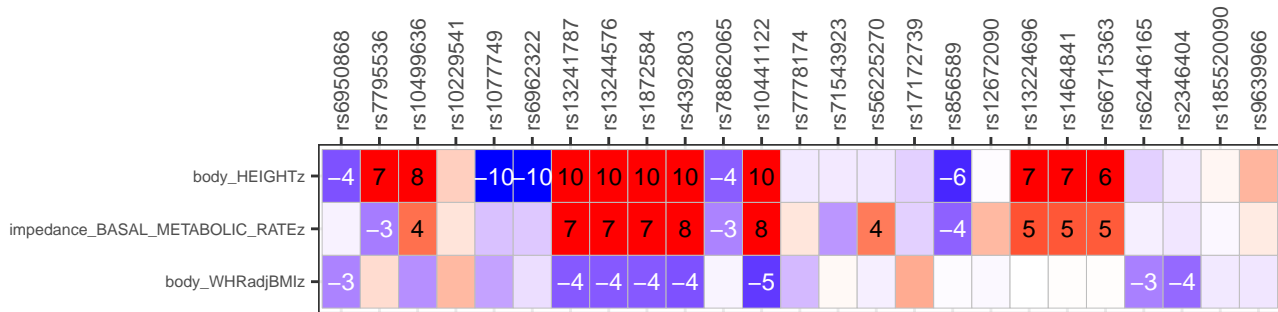 rs6950868 rs7795536 rs10499636 rs10229541 rs1077749 rs6962322 rs13241787 rs13244576 rs1872584 rs4392803 rs78862065 rs10441122 rs7778174 rs71543923 rs56225270 rs17172739 rs856589 rs12672090 rs13224696 rs1464841 rs66715363 rs62446165 rs2346404 rs185520090 rs9639966
body_HEIGHTz −4 7 8 −10 −10 10 10 10 10 −4 10 −6 7 7 6
impedance_BASAL_METABOLIC_RATEz −3 4 7 7 7 8 −3 8 4 −4 5 5 5
body_WHRadjBMIz −3 −4 −4 −4 −4 −5 −3 −4